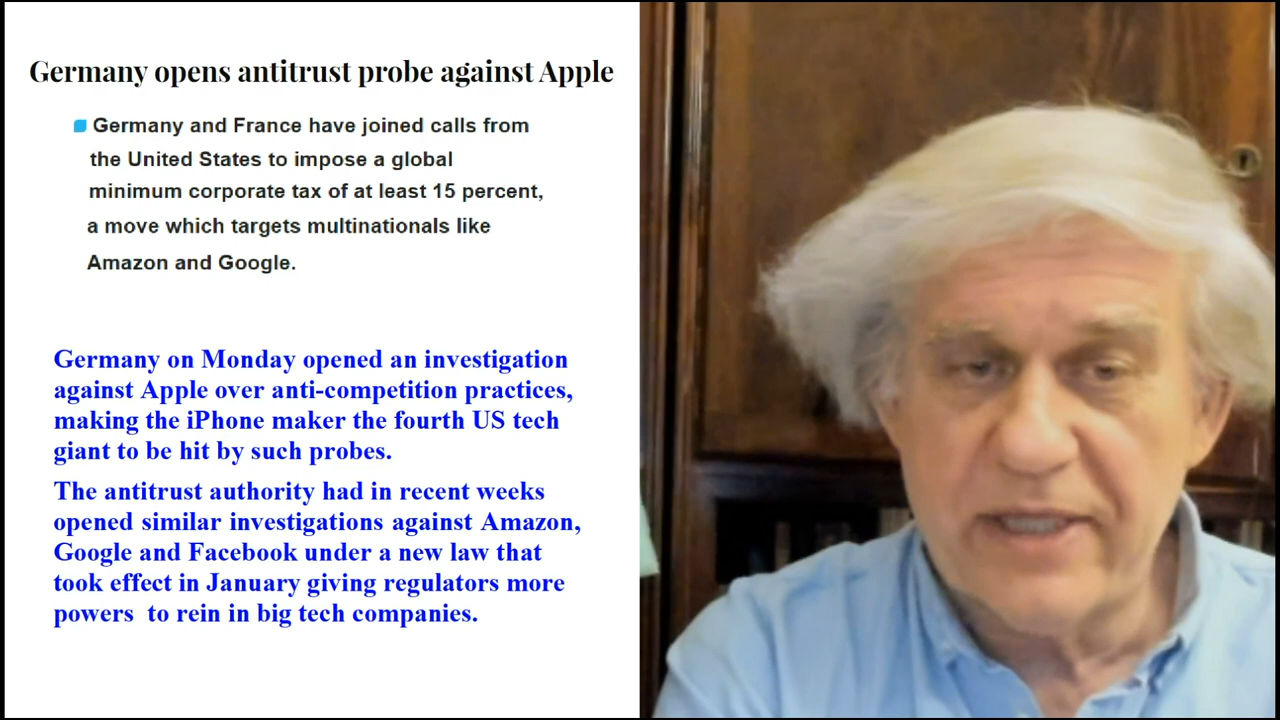 Germany opens antitrust probe against Apple
Germany and France have joined calls from
the United States to impose a global
minimum corporate tax of at least 15 percent,
a move which targets multinationals like
Amazon and Google.
Germany on Monday opened an investigation
against Apple over anti-competition practices,
making the iPhone maker the fourth US tech
giant to be hit by such probes.
The antitrust authority had in recent weeks
opened similar investigations against Amazon,
Google and Facebook under a new law that
took effect in January giving regulators more
powers  to rein in big tech companies.